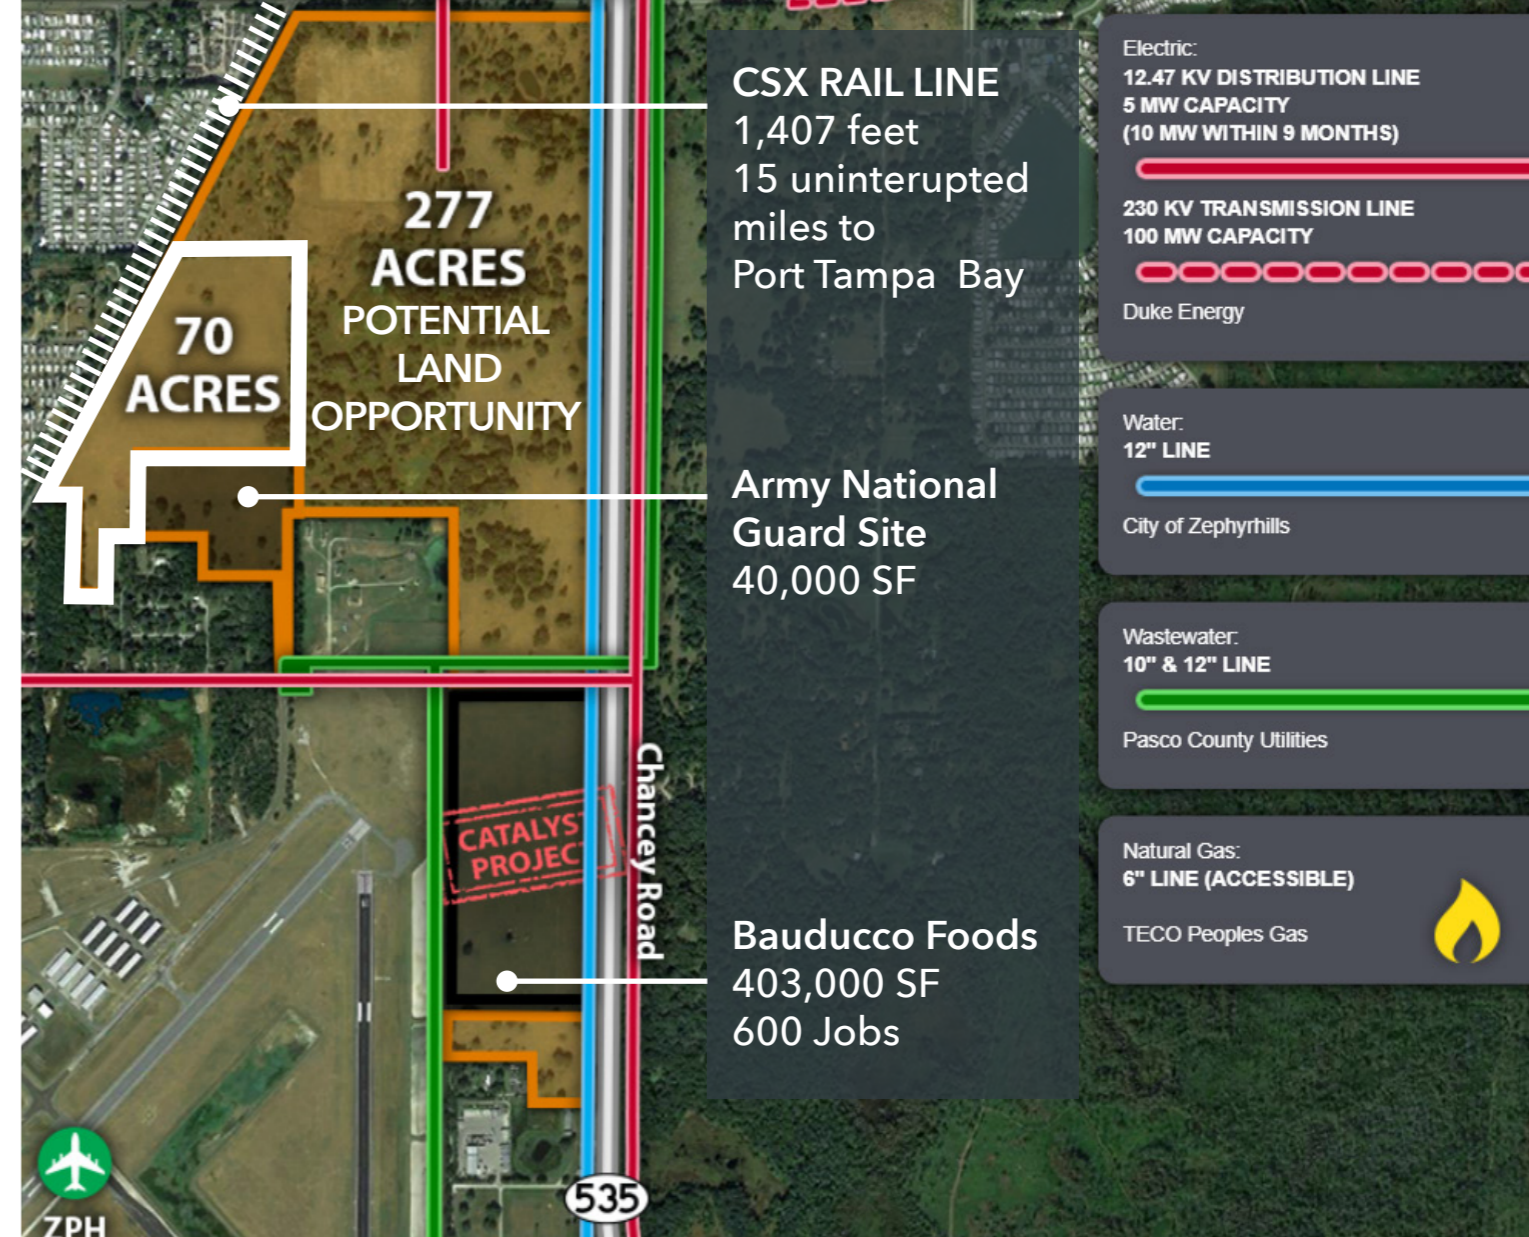 277
ACRES
POTENTIAL
LAND
OPPORTUNITY
70
ACRES
CSX RAIL LINE
1,407 feet
15 uninterupted
miles to
Port Tampa Bay
Army National
Guard Site
40,000 SF
CATALYST
PROJECT
Chancey Road
Bauducco Foods
403,000 SF
600 Jobs
535
ZPH
Electric:
12.47 KV DISTRIBUTION LINE
5 MW CAPACITY
(10 MW WITHIN 9 MONTHS)
230 KV TRANSMISSION LINE
100 MW CAPACITY
Duke Energy
Water:
12" LINE
City of Zephyrhills
Wastewater:
10" & 12" LINE
Pasco County Utilities
Natural Gas:
6" LINE (ACCESSIBLE)
TECO Peoples Gas